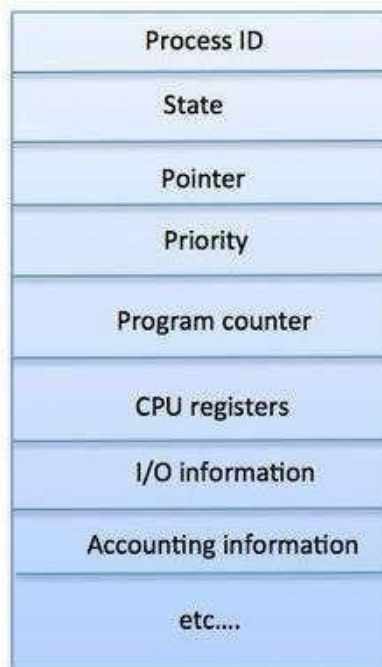 Process ID
State
Pointer
Priority
Program counter
CPU registers
I/O information
Accounting information
etc....